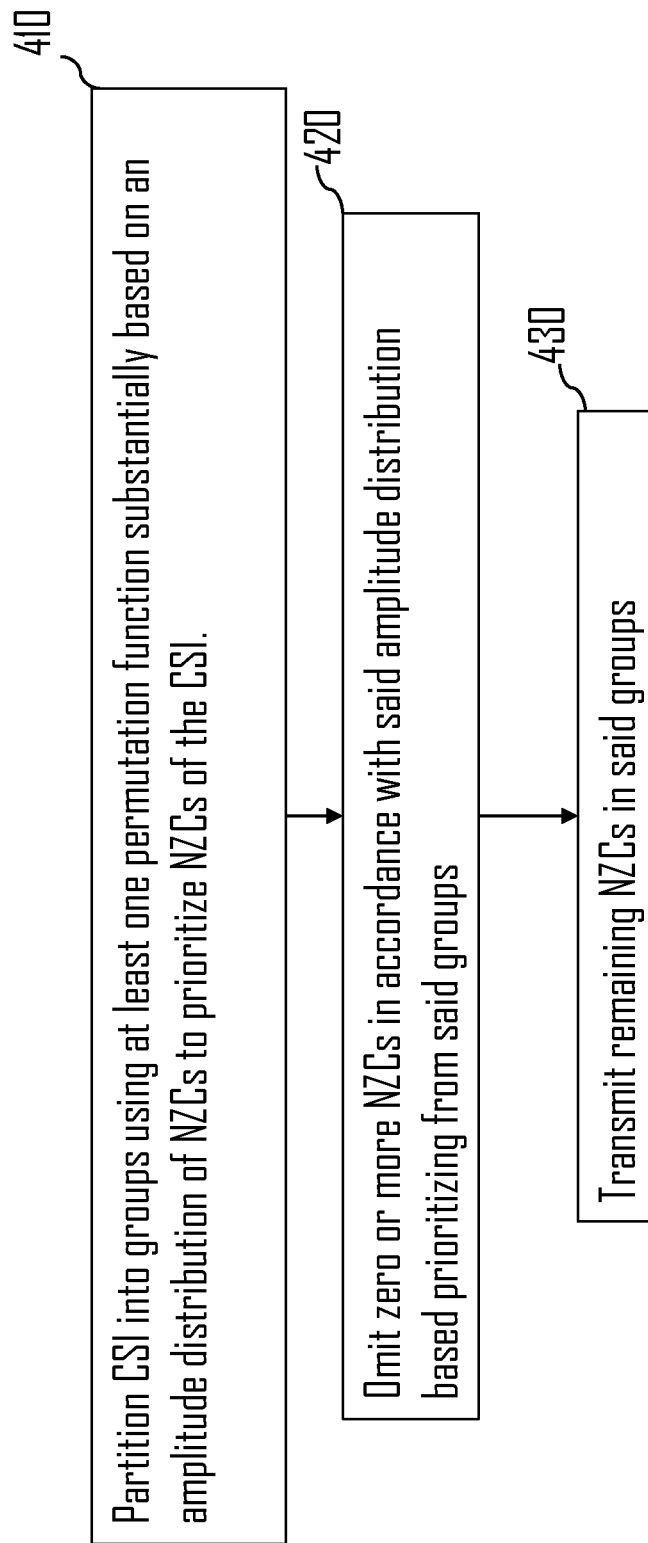 410
Partition CSI into groups using at least one permutation function substantially based on an
amplitude distribution of NZCs to prioritize NZCs of the CSI.
420
Omit zero or more NZCs in accordance with said amplitude distribution
based prioritizing from said groups
430
Transmit remaining NZCs in said groups